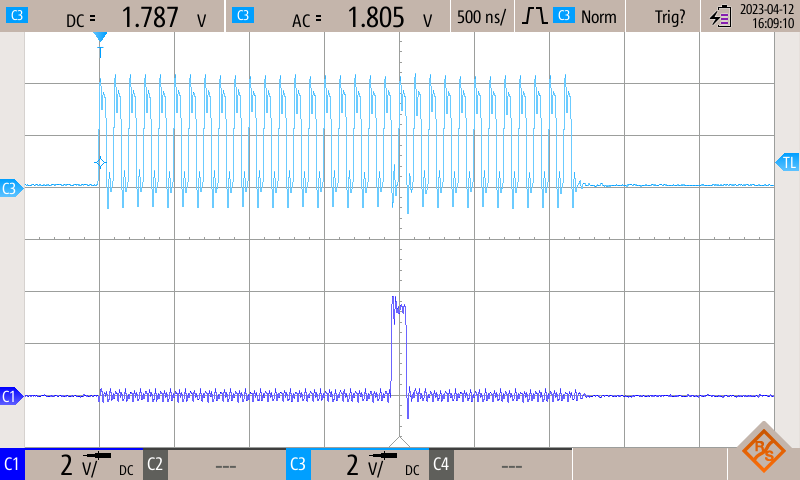 C3 DC = 1.787 V C3 AC = 1.805 V 500 ns/ C3 Norm Trig? 2023-04-12
16:09:10
T
TL
C3
C1
R S
C1 2 V/ DC C2 --- C3 2 V/ DC C4 ---